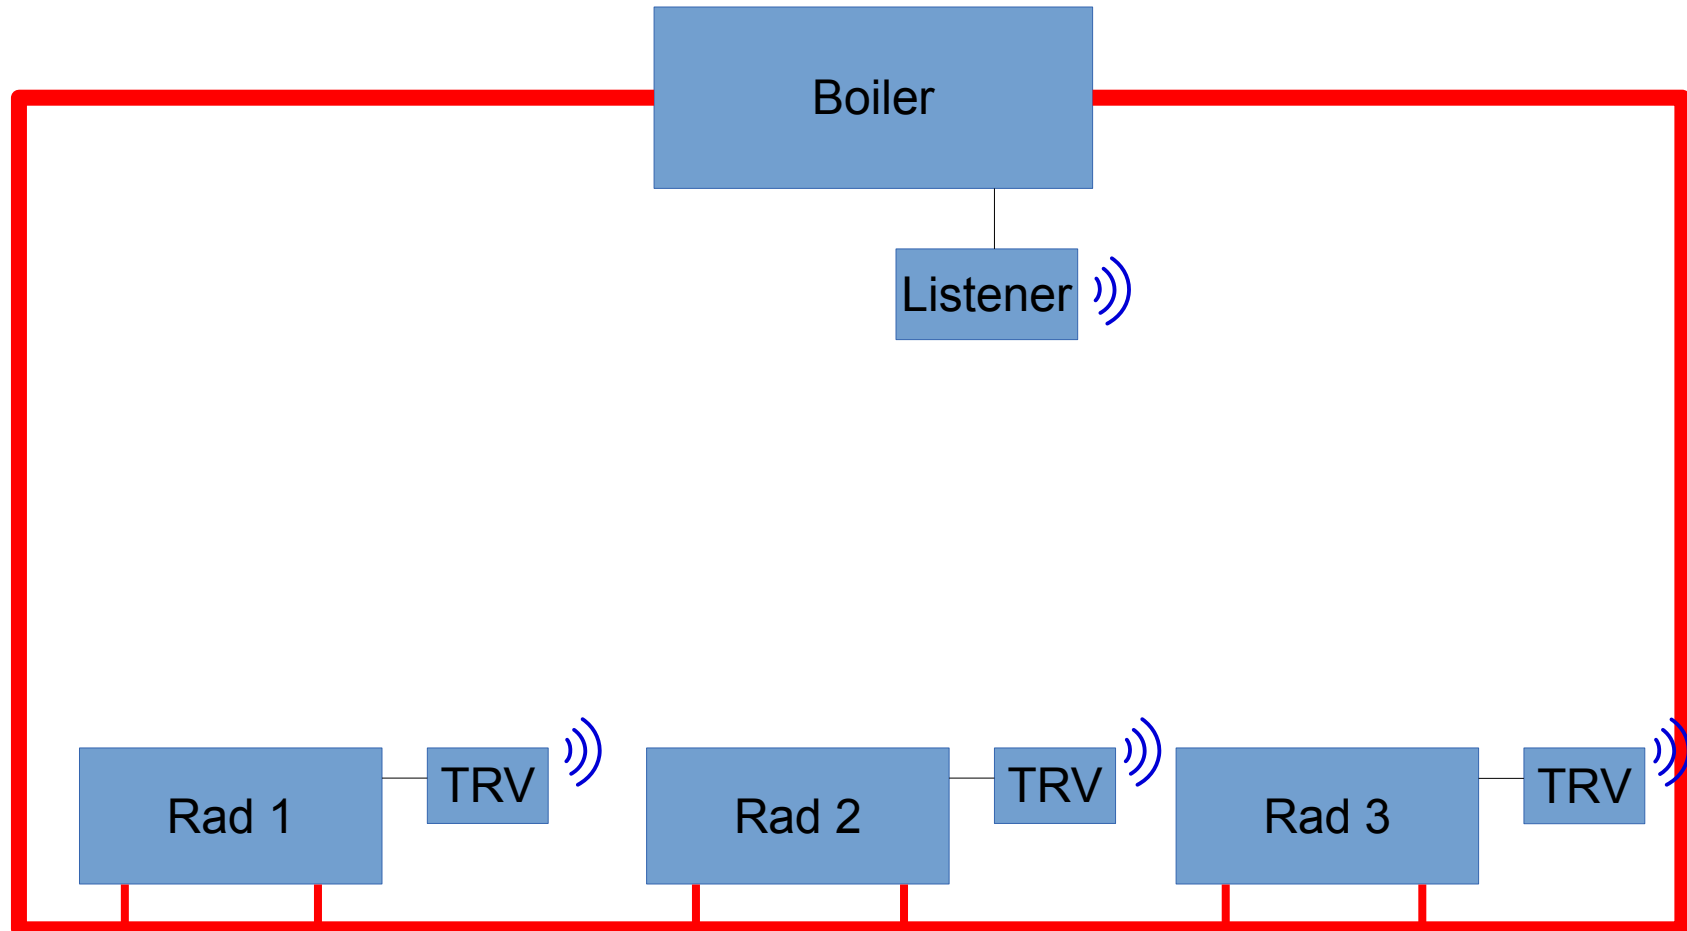 Boiler
Listener
TRV
TRV
TRV
Rad 1
Rad 2
Rad 3